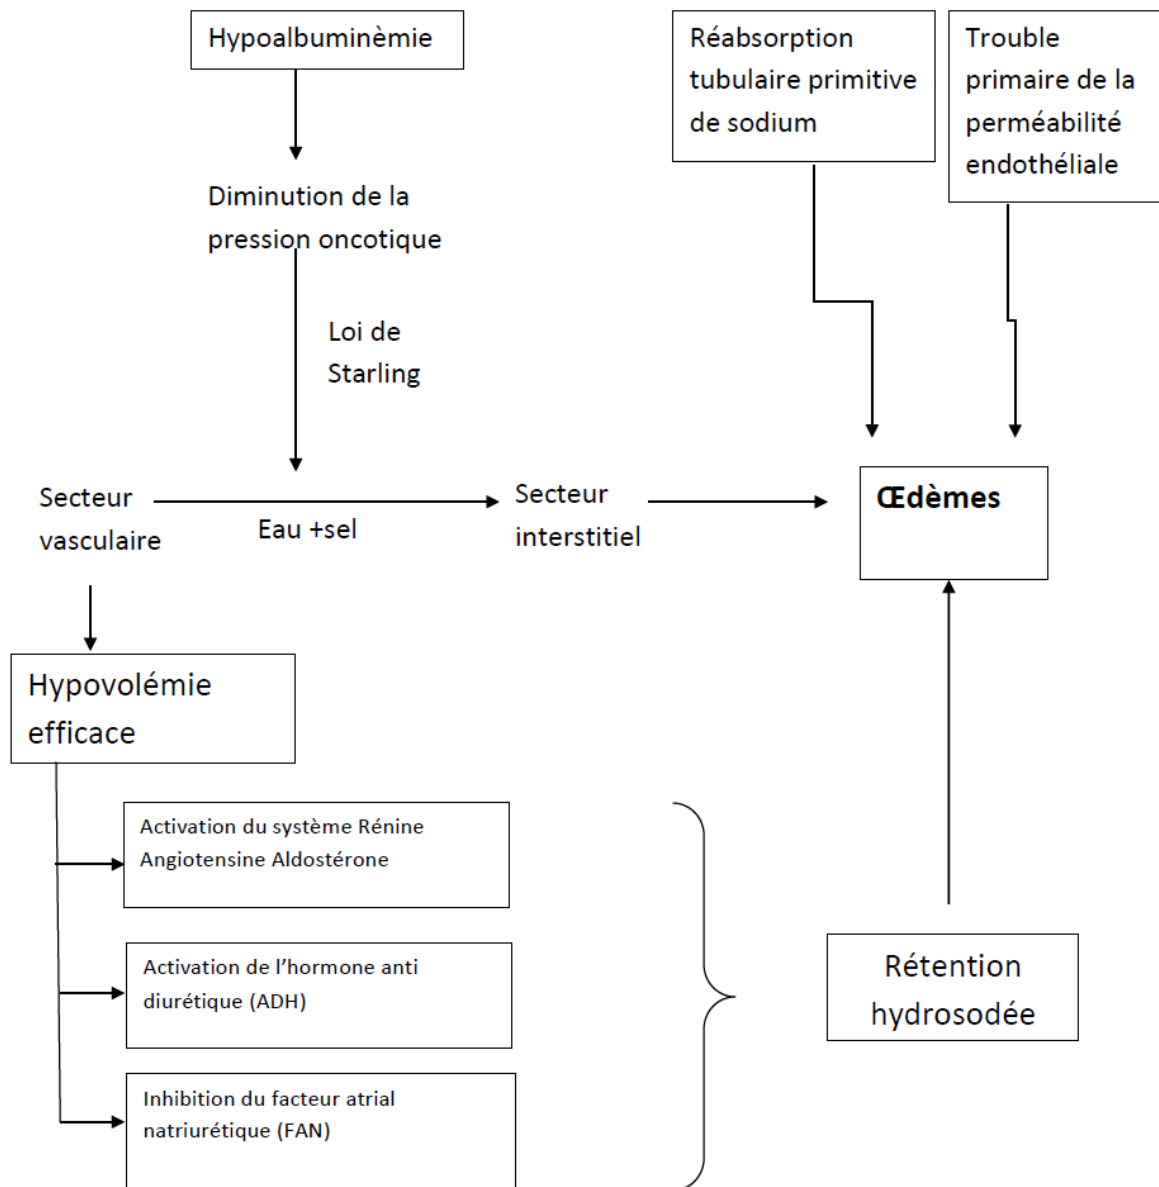 Hypoalbuminèmie
Réabsorption
tubulaire primitive
de sodium
Trouble
primaire de la
perméabilité
endothéliale
Diminution de la
pression oncotique
Loi de
Starling
Secteur
vasculaire
Eau +sel
Secteur
interstitiel
Œdèmes
Hypovolémie
efficace
Activation du système Rénine
Angiotensine Aldostérone
Activation de l’hormone anti
diurétique (ADH)
Inhibition du facteur atrial
natriurétique (FAN)
Rétention
hydrosodée